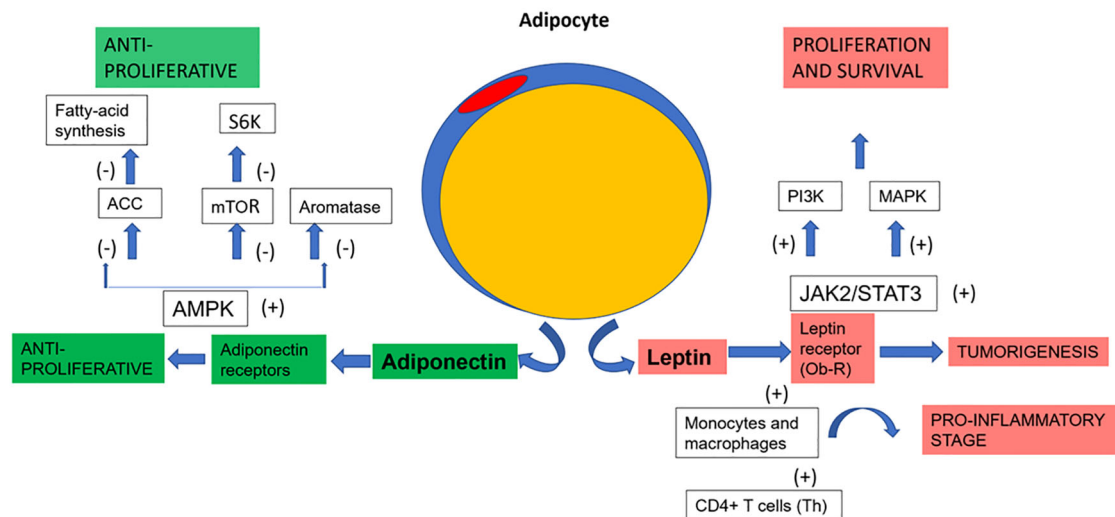 Adipocyte
ANTI-
PROLIFERATIVE
PROLIFERATION
AND SURVIVAL
Fatty-acid
synthesis
S6K
(-)
(-)
ACC
mTOR
Aromatase
PI3K
MAPK
(-)
(-)
(-)
(+)
(+)
AMPK
(+)
JAK2/STAT3
(+)
ANTI-
PROLIFERATIVE
Adiponectin
receptors
Adiponectin
Leptin
Leptin
receptor
(Ob-R)
TUMORIGENESIS
(+)
Monocytes and
macrophages
PRO-INFLAMMATORY
STAGE
(+)
CD4+ T cells (Th)